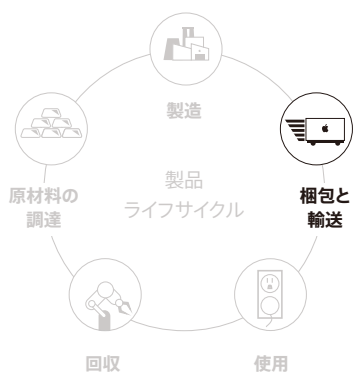 製造
原材料の
調達
製品
ライフサイクル
梱包と
輸送
回収
使用